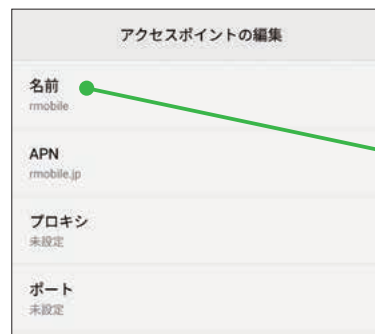 アクセスポイントの編集
名前
rmobile
APN
rmobile.jp
プロキシ
未設定
ポート
未設定